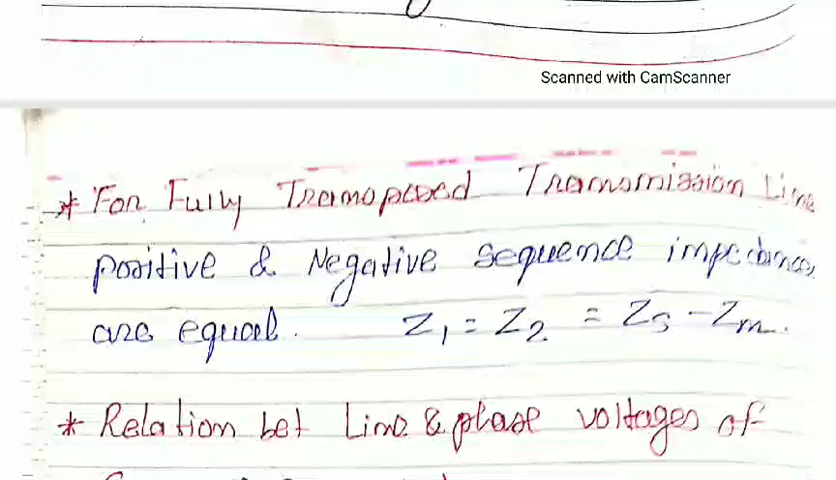 Scanned with CamScanner
* For Fully Transposed Transmission Line
positive & Negative sequence impedances
are equal. Z₁ = Z₂ = Zs - Zm.
* Relation bet Line & phase voltages of